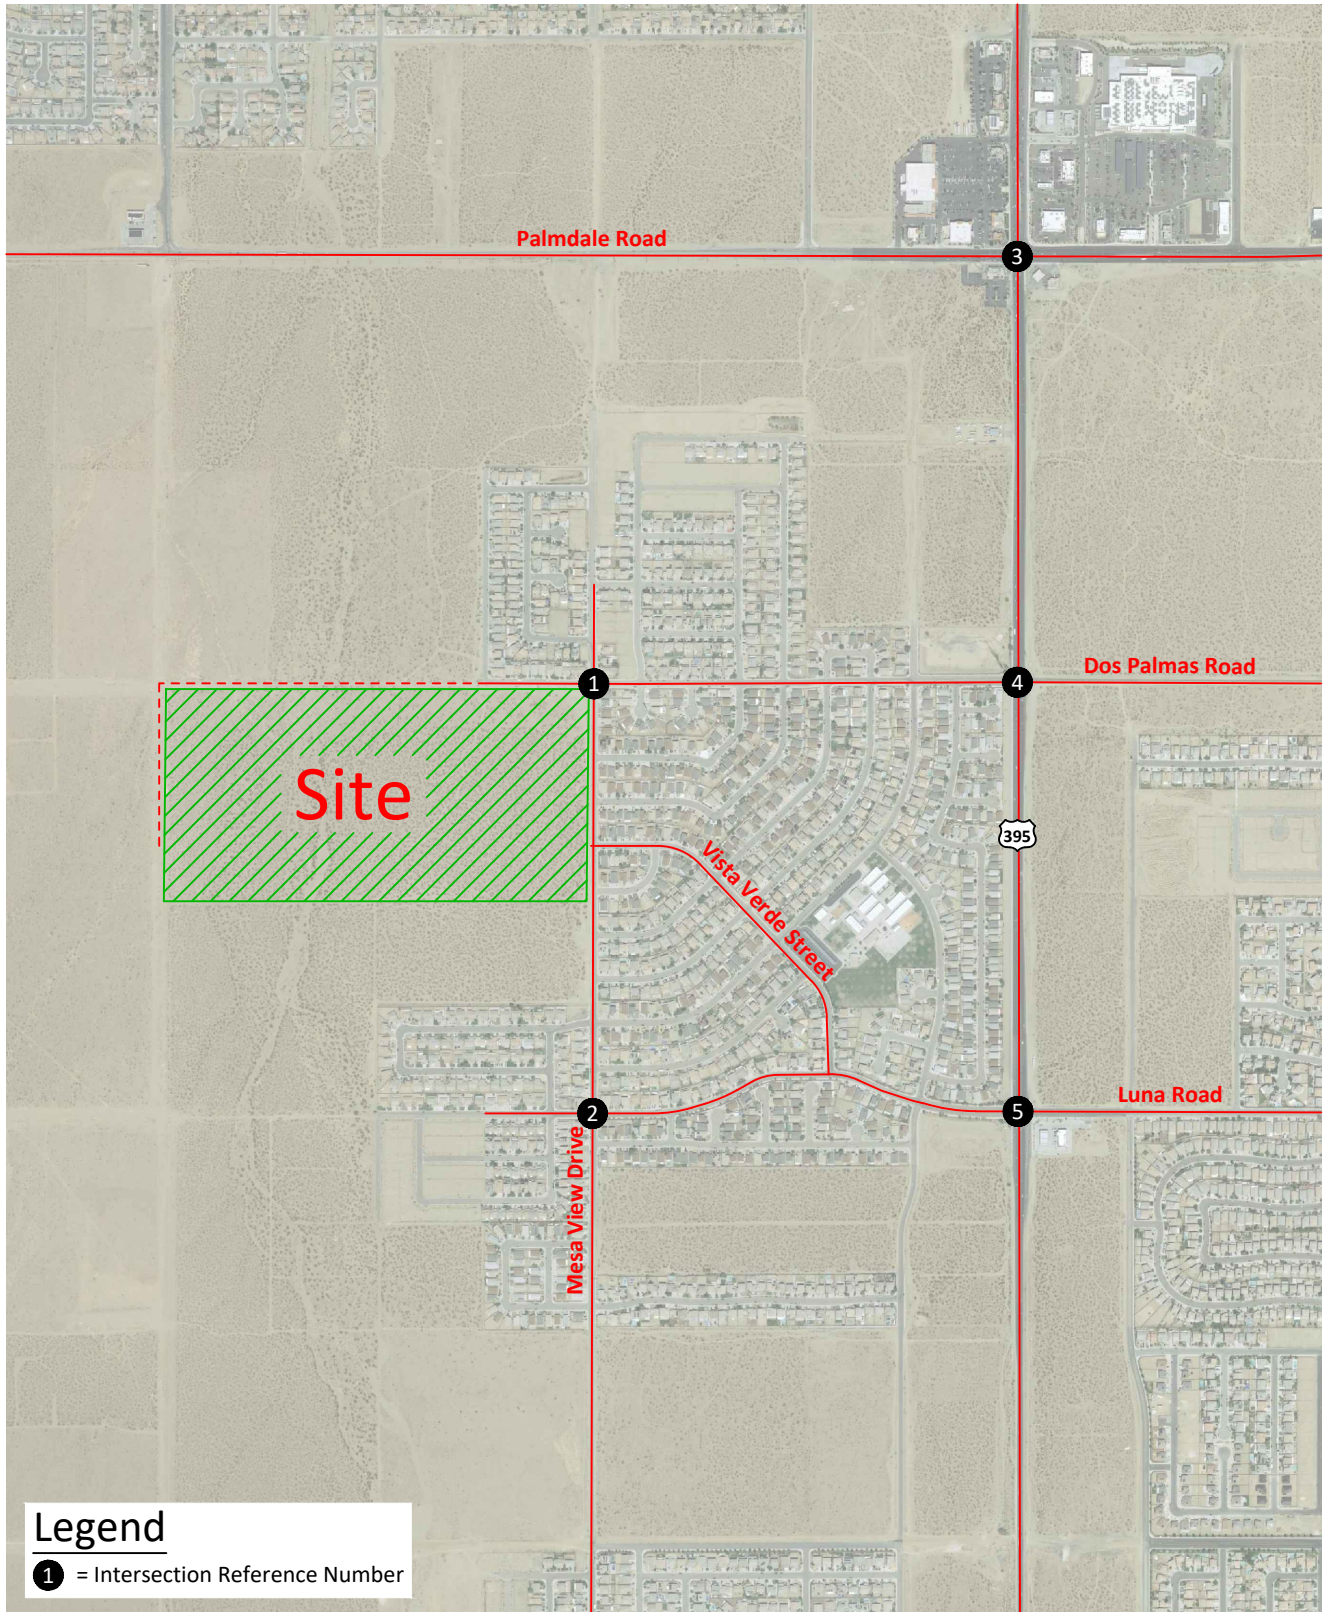 Palmdale Road
3
1
4
Dos Palmas Road
Site
395
Vista Verde Street
2
5
Luna Road
Mesa View Drive
Legend
1 = Intersection Reference Number